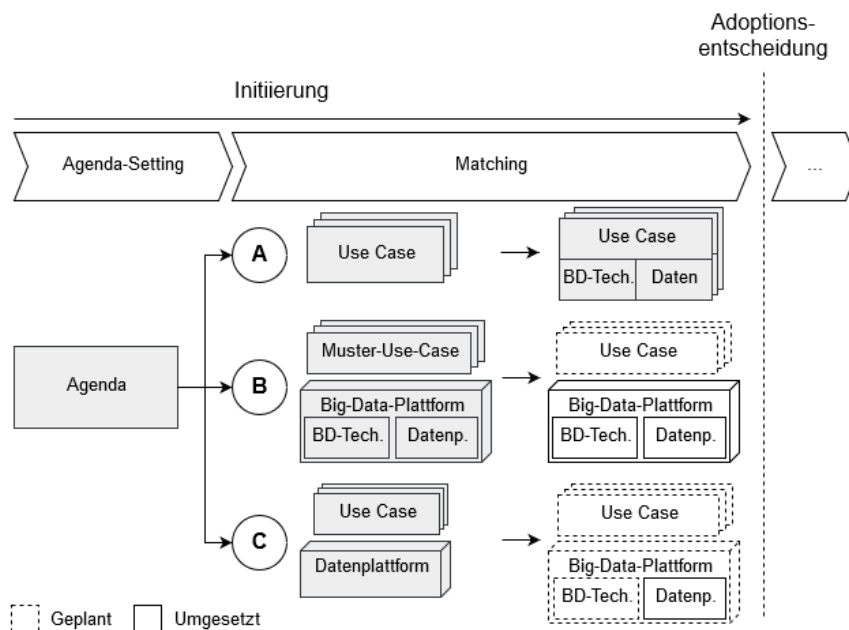 Adoptions-
entscheidung
Initiierung
Agenda-Setting
Matching
...
A
Use Case
Use Case
BD-Tech.
Daten
Agenda
B
Muster-Use-Case
Big-Data-Plattform
BD-Tech.
Datenp.
Use Case
Big-Data-Plattform
BD-Tech.
Datenp.
C
Use Case
Datenplattform
Use Case
Big-Data-Plattform
BD-Tech.
Datenp.
Geplant
Umgesetzt